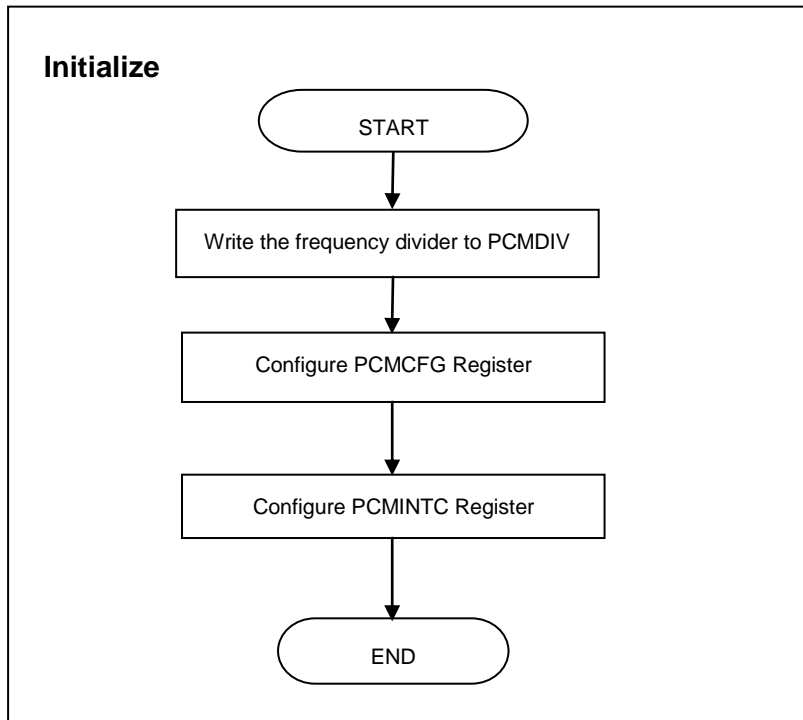 Initialize
START
Write the frequency divider to PCMDIV
Configure PCMCFG Register
Configure PCMINTC Register
END